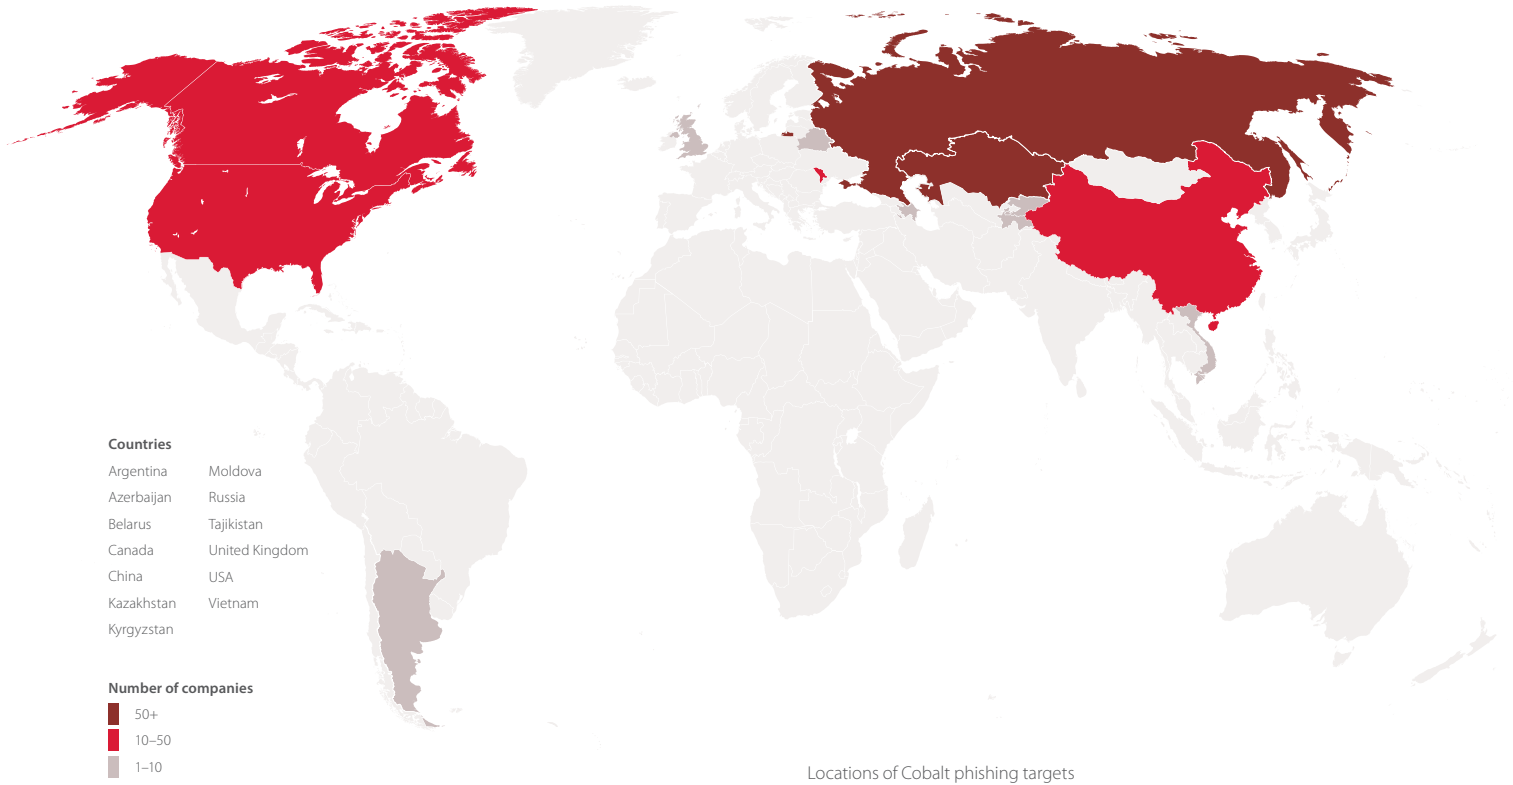 Countries
Argentina
Azerbaijan
Belarus
Canada
China
Kazakhstan
Kyrgyzstan
Moldova
Russia
Tajikistan
United Kingdom
USA
Vietnam
Number of companies
50+
10–50
1–10
Locations of Cobalt phishing targets